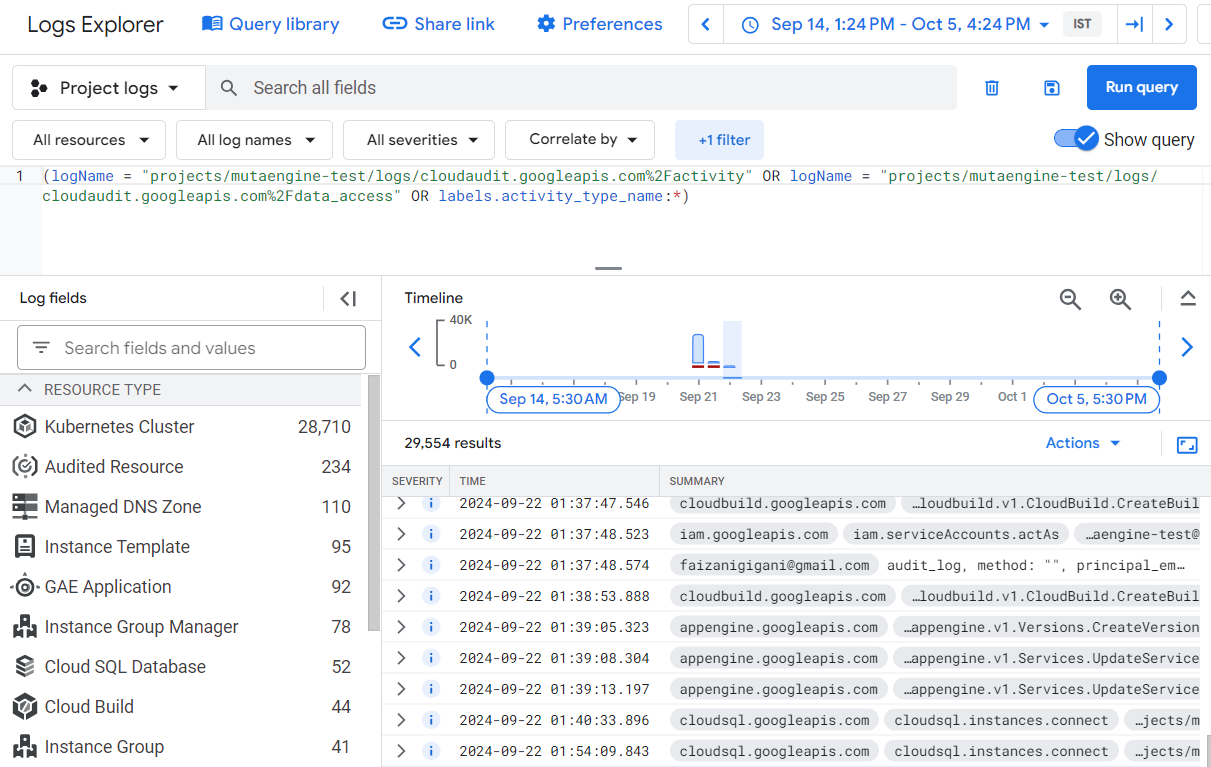 Logs Explorer
Query library
Share link
Preferences
Sep 14, 1:24 PM - Oct 5, 4:24 PM
IST
Project logs
Search all fields
Run query
All resources
All log names
All severities
Correlate by
+1 filter
Show query
1 (logName = "projects/mutaengine-test/logs/cloudaudit.googleapis.com%2Factivity" OR logName = "projects/mutaengine-test/logs/
cloudaudit.googleapis.com%2Fdata_access" OR labels.activity_type_name:*)
Log fields
Search fields and values
RESOURCE TYPE
Kubernetes Cluster 28,710
Audited Resource 234
Managed DNS Zone 110
Instance Template 95
GAE Application 92
Instance Group Manager 78
Cloud SQL Database 52
Cloud Build 44
Instance Group 41
Timeline
40K
0
Sep 14, 5:30 AM
Sep 19 Sep 21 Sep 23 Sep 25 Sep 27 Sep 29 Oct 1
Oct 5, 5:30 PM
29,554 results
Actions
SEVERITY TIME SUMMARY
i 2024-09-22 01:37:47.546 cloudbuild.googleapis.com …loudbuild.v1.CloudBuild.CreateBuil
i 2024-09-22 01:37:48.523 iam.googleapis.com iam.serviceAccounts.actAs …aengine-test@
i 2024-09-22 01:37:48.574 faizanigigani@gmail.com audit_log, method: "", principal_em…
i 2024-09-22 01:38:53.888 cloudbuild.googleapis.com …loudbuild.v1.CloudBuild.CreateBuil
i 2024-09-22 01:39:05.323 appengine.googleapis.com …appengine.v1.Versions.CreateVersion
i 2024-09-22 01:39:08.304 appengine.googleapis.com …appengine.v1.Services.UpdateService
i 2024-09-22 01:39:13.197 appengine.googleapis.com …appengine.v1.Services.UpdateService
i 2024-09-22 01:40:33.896 cloudsql.googleapis.com cloudsql.instances.connect …jects/m
i 2024-09-22 01:54:09.843 cloudsql.googleapis.com cloudsql.instances.connect …jects/m